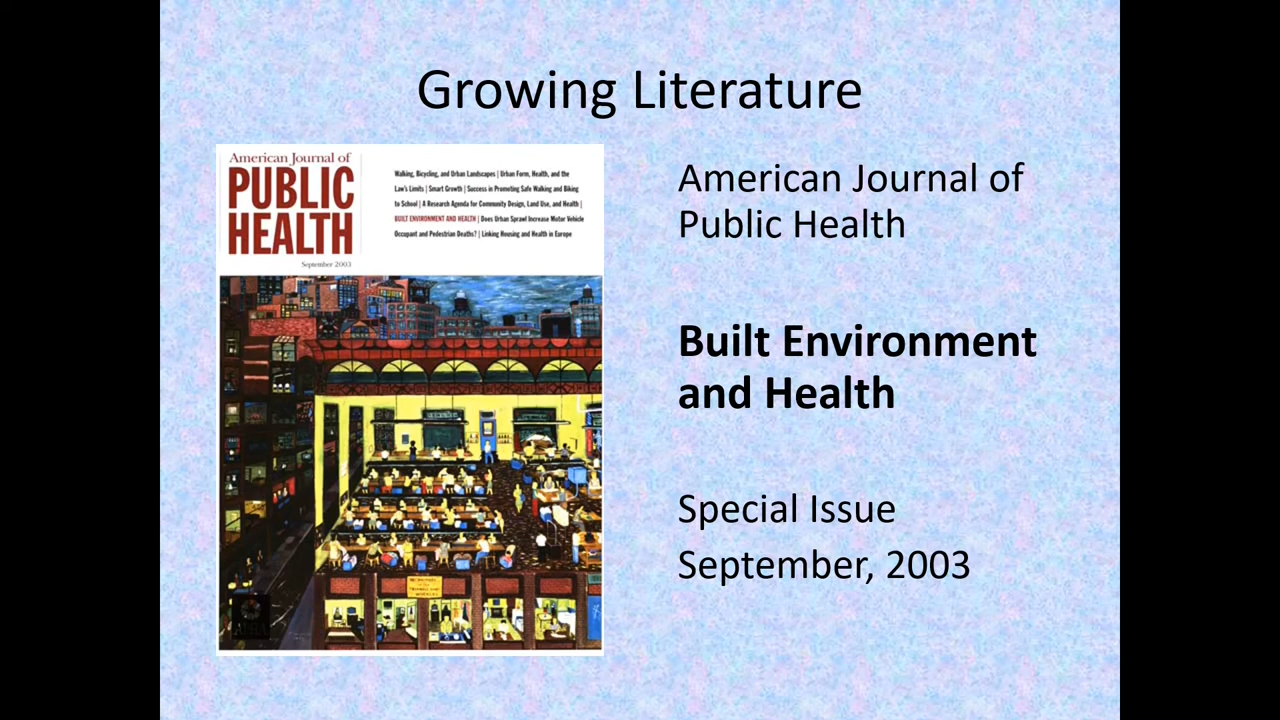 Growing Literature
American Journal of
PUBLIC
HEALTH
September 2003
Walking, Bicycling, and Urban Landscapes | Urban Form, Health, and the
Law's Limits | Smart Growth | Success in Promoting Safe Walking and Biking
to School | A Research Agenda for Community Design, Land Use, and Health |
BUILT ENVIRONMENT AND HEALTH | Does Urban Sprawl Increase Motor Vehicle
Occupant and Pedestrian Deaths? | Linking Housing and Health in Europe
American Journal of
Public Health
Built Environment
and Health
Special Issue
September, 2003